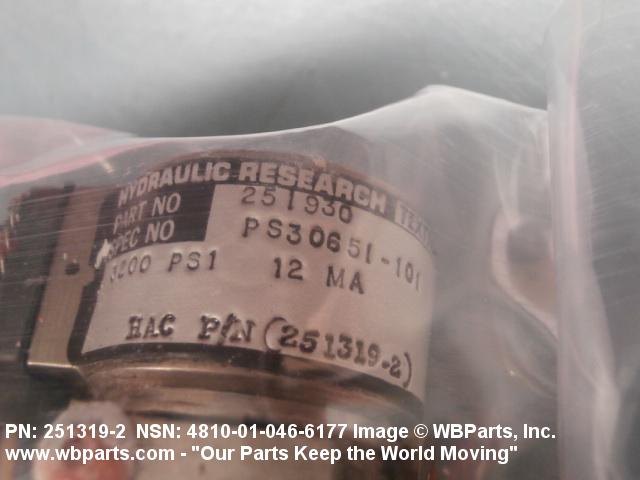 HYDRAULIC RESEARCH
PART NO 251930
SPEC NO PS30651-101
3200 PSI 12 MA
HAC P/N (251319-2)
PN: 251319-2 NSN: 4810-01-046-6177 Image © WBParts, Inc.
www.wbparts.com - "Our Parts Keep the World Moving"